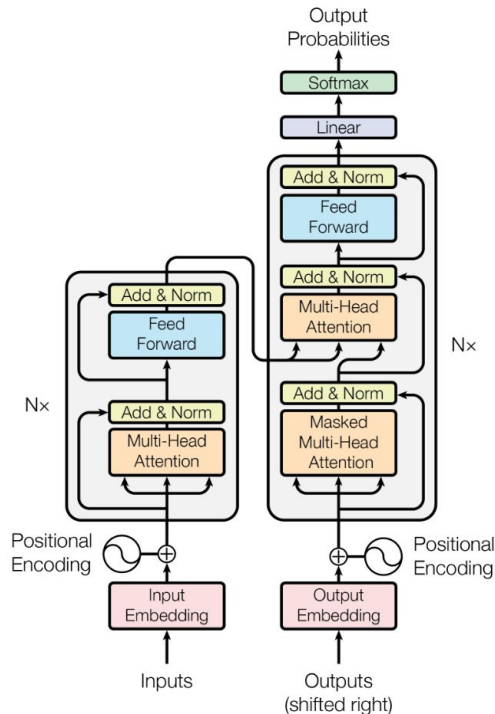 Output
Probabilities
Softmax
Linear
Add & Norm
Feed
Forward
Add & Norm
Multi-Head
Attention
Add & Norm
Masked
Multi-Head
Attention
N×
Positional
Encoding
Output
Embedding
Outputs
(shifted right)
Add & Norm
Feed
Forward
Add & Norm
Multi-Head
Attention
N×
Positional
Encoding
Input
Embedding
Inputs